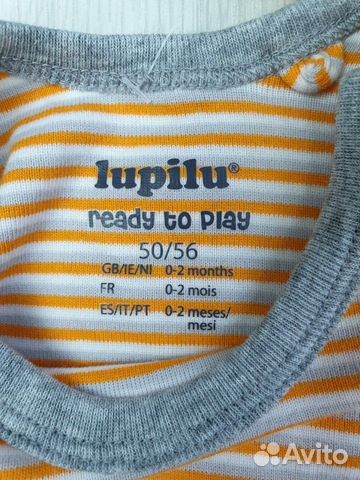 lupilu®
ready to play
50/56
GB/IE/NI 0-2 months
FR 0-2 mois
ES/IT/PT 0-2 meses/
mesi
Avito